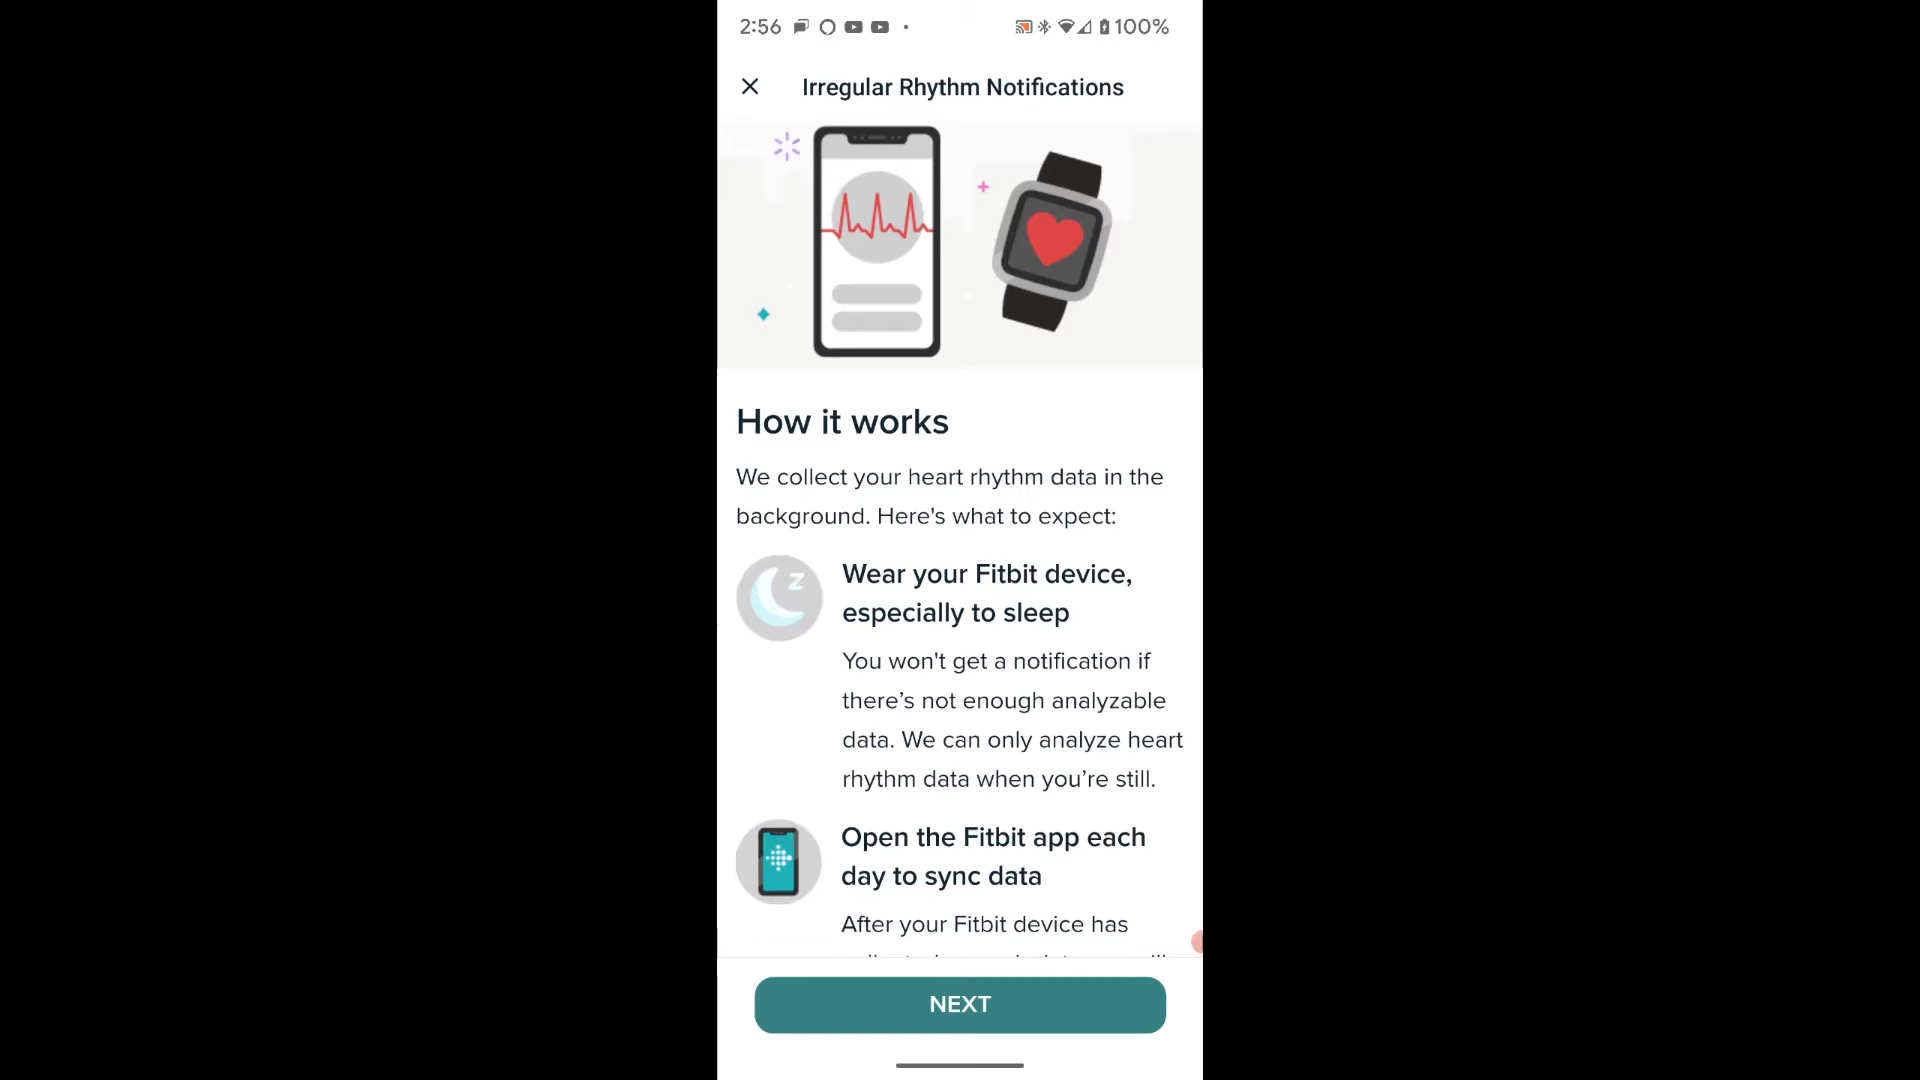 2:56
100%
Irregular Rhythm Notifications
How it works
We collect your heart rhythm data in the
background. Here's what to expect:
z
Wear your Fitbit device,
especially to sleep
You won't get a notification if
there’s not enough analyzable
data. We can only analyze heart
rhythm data when you’re still.
Open the Fitbit app each
day to sync data
After your Fitbit device has
NEXT